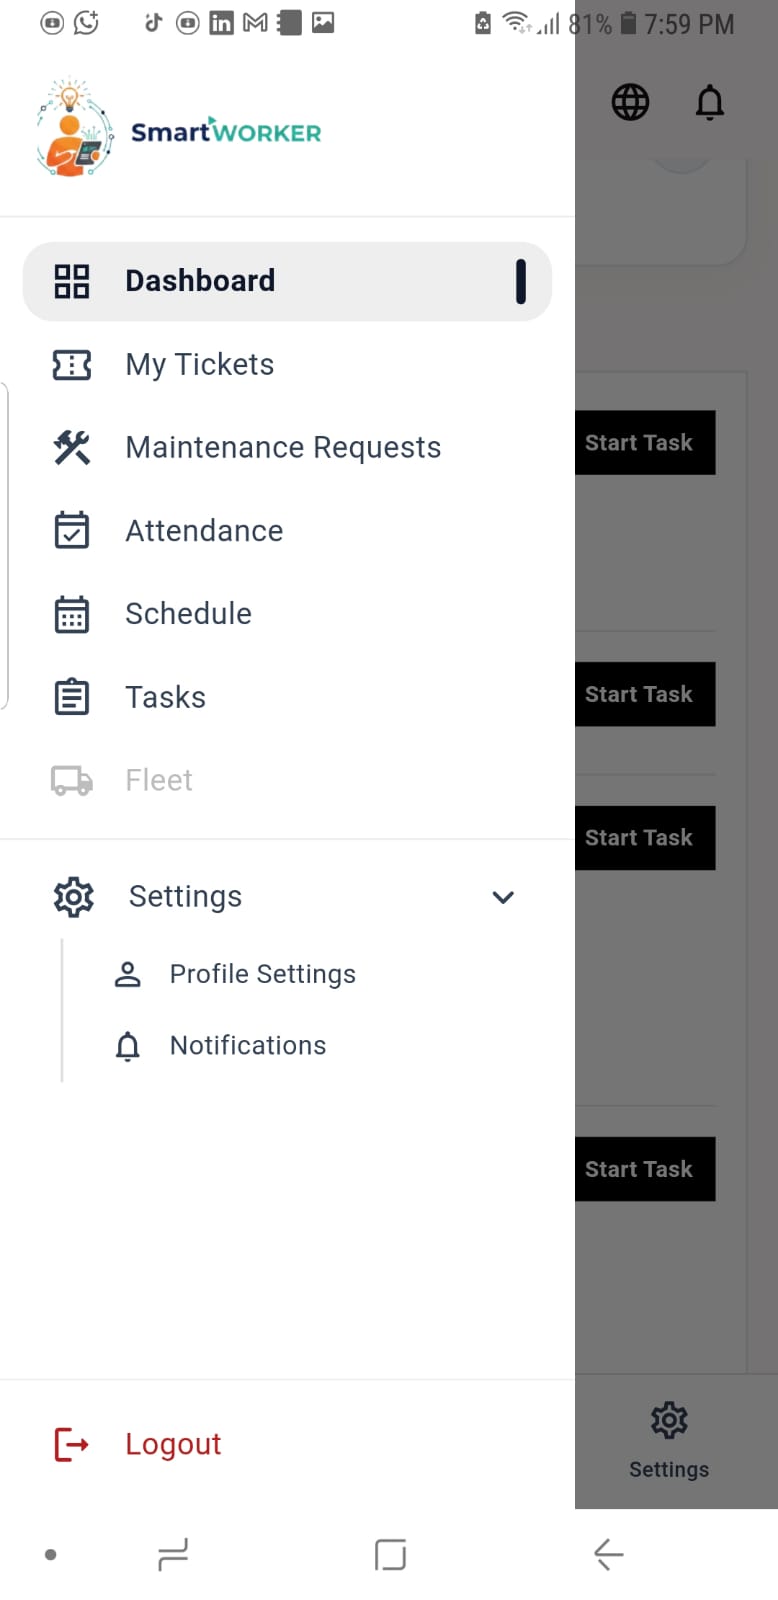 81% 7:59 PM
SmartWORKER
Dashboard
My Tickets
Start Task
Maintenance Requests
Attendance
Schedule
Tasks
Start Task
Fleet
Start Task
Settings
Profile Settings
Notifications
Start Task
Logout
Settings